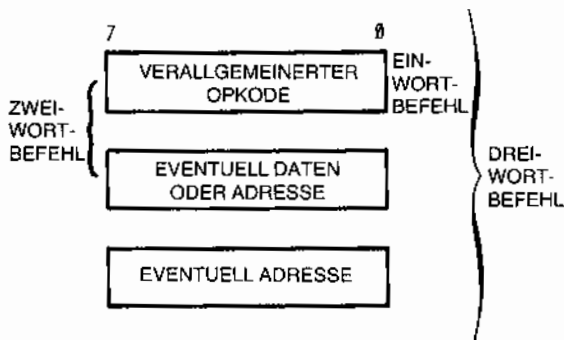 7 0
VERALLGEMEINERTER
OPKODE
EIN-
WORT-
BEFEHL
ZWEI-
WORT-
BEFEHL
EVENTUELL DATEN
ODER ADRESSE
DREI-
WORT-
BEFEHL
EVENTUELL ADRESSE